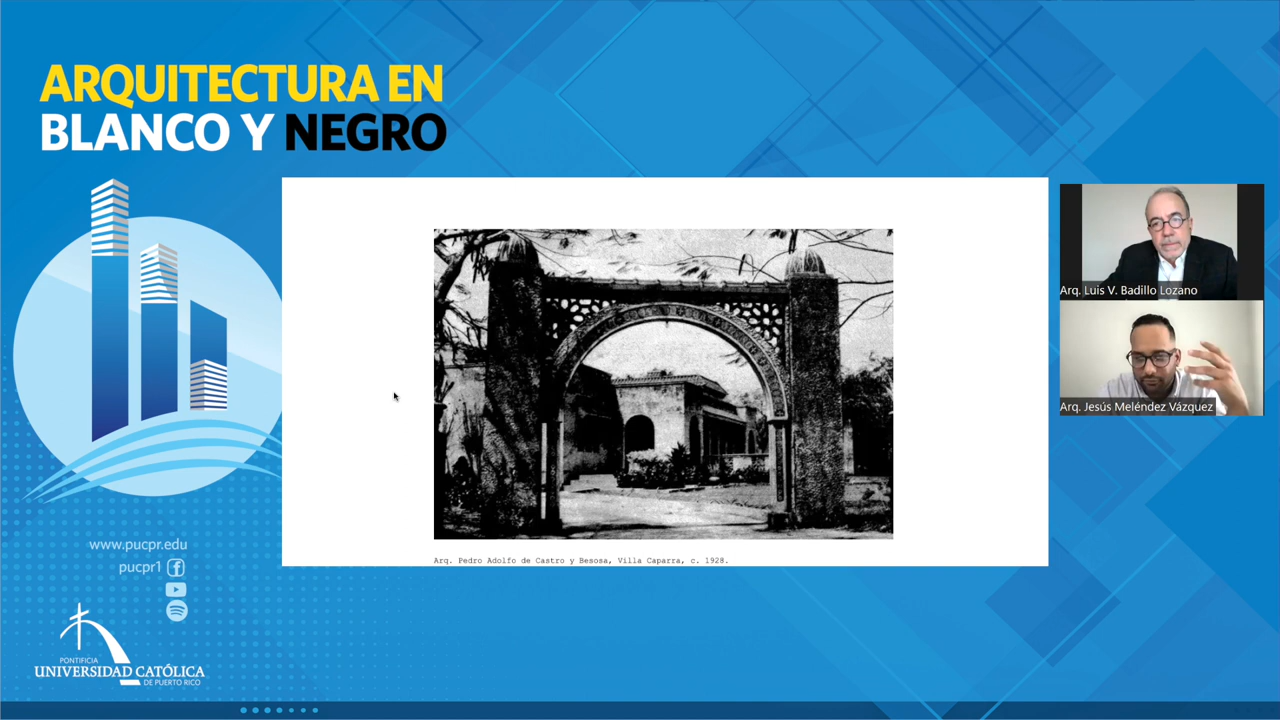 ARQUITECTURA EN
BLANCO Y NEGRO
Arq. Luis V. Badillo Lozano
Arq. Jesús Meléndez Vázquez
Arq. Pedro Adolfo de Castro y Besosa, Villa Caparra, c. 1928.
www.pucpr.edu
pucpr1
PONTIFICIA
UNIVERSIDAD CATÓLICA
DE PUERTO RICO